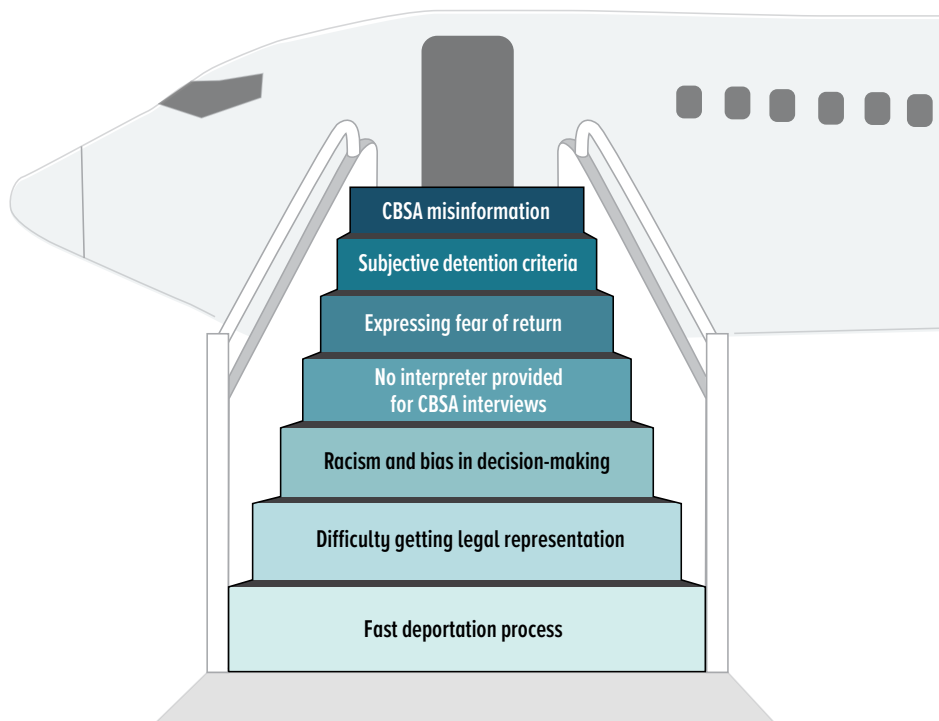 CBSA misinformation
Subjective detention criteria
Expressing fear of return
No interpreter provided
for CBSA interviews
Racism and bias in decision-making
Difficulty getting legal representation
Fast deportation process